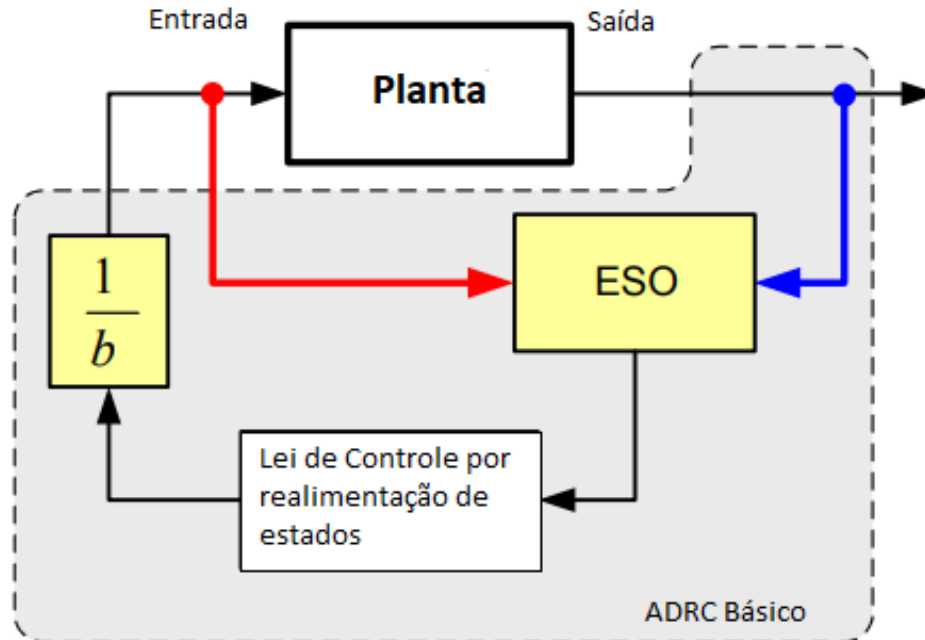 Entrada
Saída
Planta
1
b
ESO
Lei de Controle por
realimentação de
estados
ADRC Básico